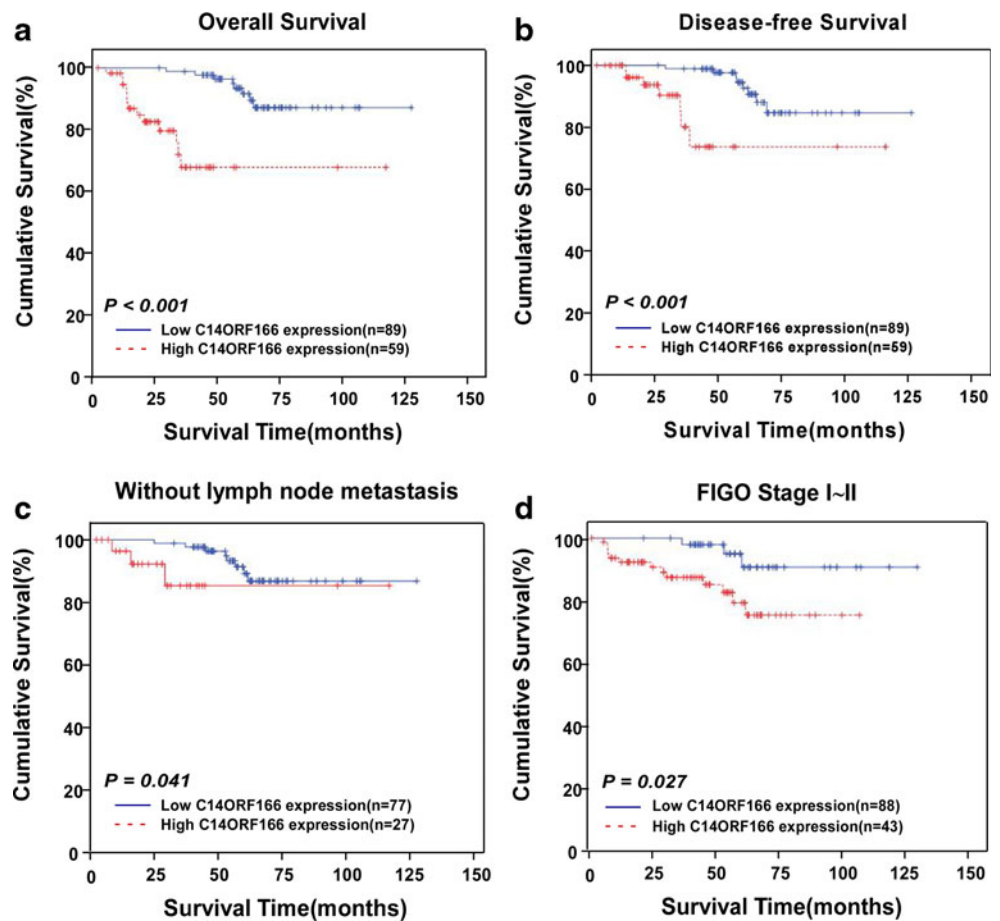 a
Overall Survival
Cumulative Survival(%)
100
80
60
40
20
0
P < 0.001
Low C14ORF166 expression(n=89)
High C14ORF166 expression(n=59)
0 25 50 75 100 125 150
Survival Time(months)
b
Disease-free Survival
Cumulative Survival(%)
100
80
60
40
20
0
P < 0.001
Low C14ORF166 expression(n=89)
High C14ORF166 expression(n=59)
0 25 50 75 100 125 150
Survival Time(months)
c
Without lymph node metastasis
Cumulative Survival(%)
100
80
60
40
20
0
P = 0.041
Low C14ORF166 expression(n=77)
High C14ORF166 expression(n=27)
0 25 50 75 100 125 150
Survival Time(months)
d
FIGO Stage I~II
Cumulative Survival(%)
100
80
60
40
20
0
P = 0.027
Low C14ORF166 expression(n=88)
High C14ORF166 expression(n=43)
0 25 50 75 100 125 150
Survival Time(months)